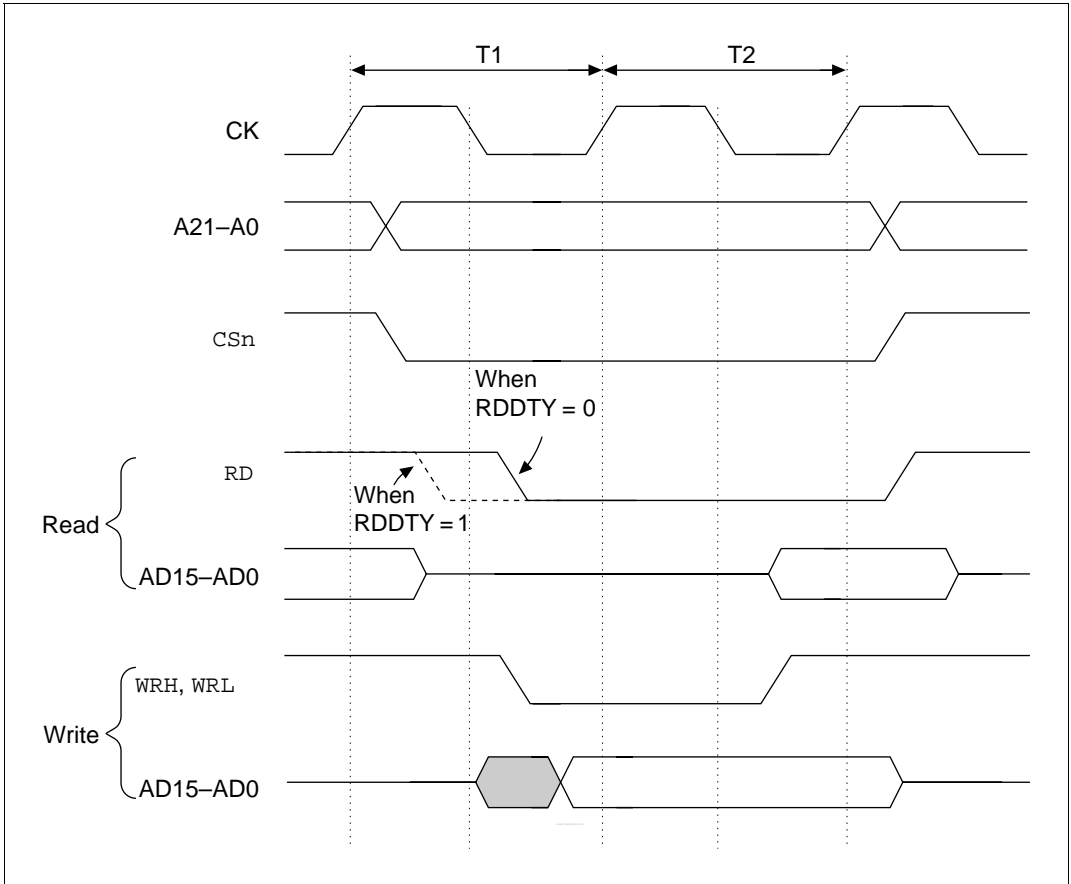 T1
T2
CK
A21–A0
CSn
When
RDDTY = 0
RD
When
RDDTY = 1
Read
AD15–AD0
WRH, WRL
Write
AD15–AD0